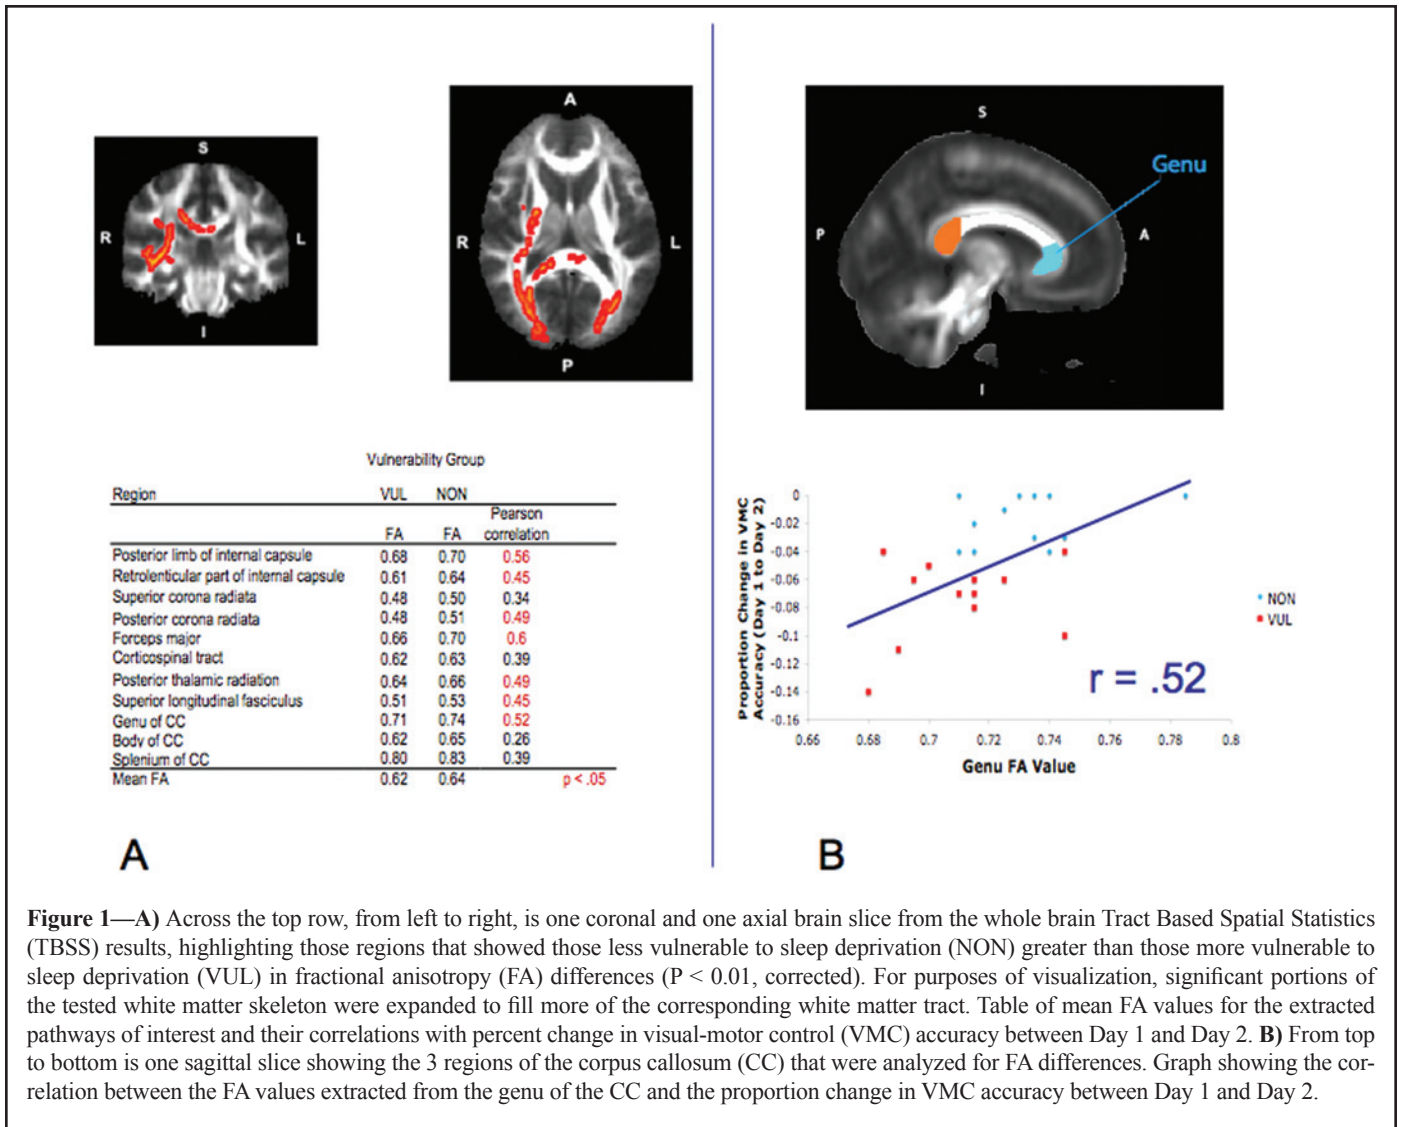 S
R
L
I
A
R
L
P
S
Genu
P
A
I
Vulnerability Group
Region VUL NON
Pearson
FA FA correlation
Posterior limb of internal capsule 0.68 0.70 0.56
Retrolenticular part of internal capsule 0.61 0.64 0.45
Superior corona radiata 0.48 0.50 0.34
Posterior corona radiata 0.48 0.51 0.49
Forceps major 0.66 0.70 0.6
Corticospinal tract 0.62 0.63 0.39
Posterior thalamic radiation 0.64 0.66 0.49
Superior longitudinal fasciculus 0.51 0.53 0.45
Genu of CC 0.71 0.74 0.52
Body of CC 0.62 0.65 0.26
Splenium of CC 0.80 0.83 0.39
Mean FA 0.62 0.64 p < .05
A
Proportion Change in VMC
Accuracy (Day 1 to Day 2)
0
-0.02
-0.04
-0.06
-0.08
-0.1
-0.12
-0.14
-0.16
0.66 0.68 0.7 0.72 0.74 0.76 0.78 0.8
Genu FA Value
r = .52
NON
VUL
B
Figure 1—A) Across the top row, from left to right, is one coronal and one axial brain slice from the whole brain Tract Based Spatial Statistics
(TBSS) results, highlighting those regions that showed those less vulnerable to sleep deprivation (NON) greater than those more vulnerable to
sleep deprivation (VUL) in fractional anisotropy (FA) differences (P < 0.01, corrected). For purposes of visualization, significant portions of
the tested white matter skeleton were expanded to fill more of the corresponding white matter tract. Table of mean FA values for the extracted
pathways of interest and their correlations with percent change in visual-motor control (VMC) accuracy between Day 1 and Day 2. B) From top
to bottom is one sagittal slice showing the 3 regions of the corpus callosum (CC) that were analyzed for FA differences. Graph showing the cor-
relation between the FA values extracted from the genu of the CC and the proportion change in VMC accuracy between Day 1 and Day 2.